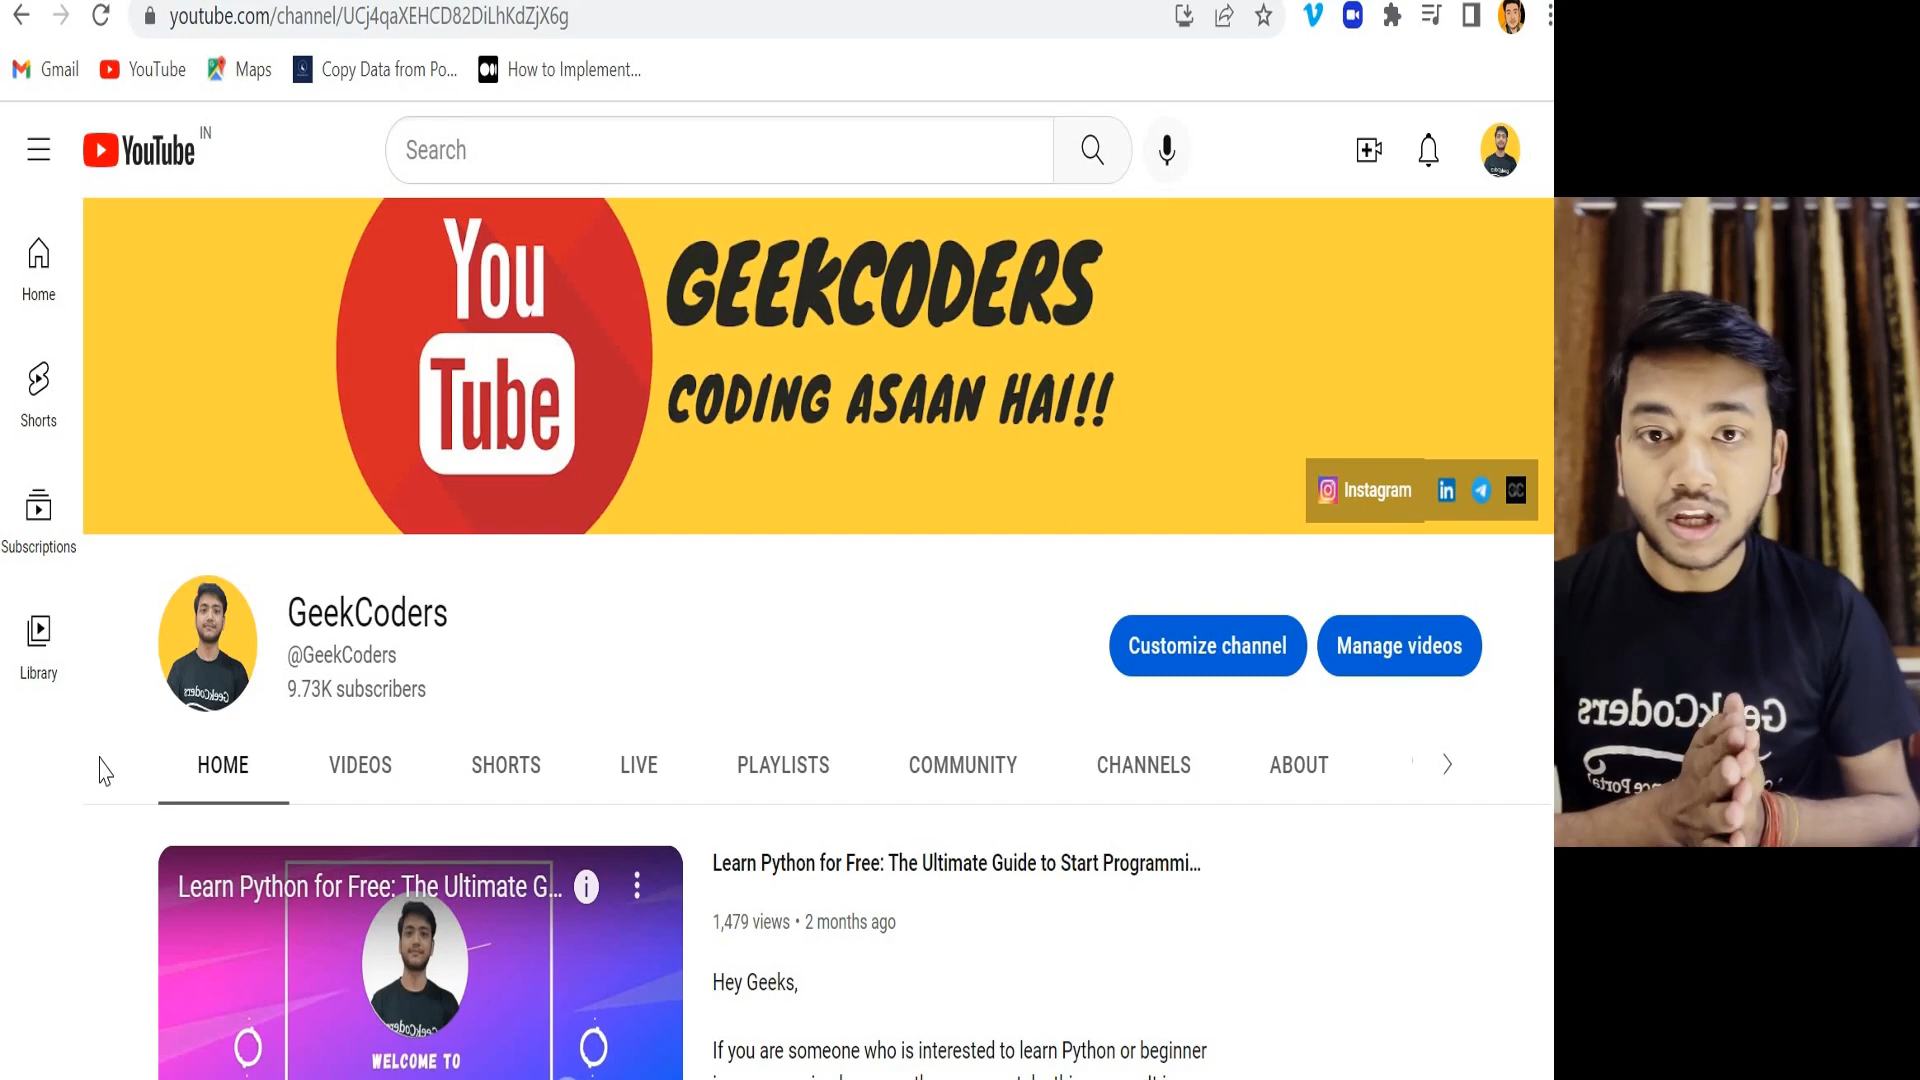 youtube.com/channel/UCj4qaXEHCD82DiLhKdZjX6g
Gmail
YouTube
Maps
Copy Data from Po...
How to Implement...
YouTube IN
Search
You
Tube
GEEKCODERS
CODING ASAAN HAI!!
Instagram
Home
Shorts
Subscriptions
Library
GeekCoders
@GeekCoders
9.73K subscribers
Customize channel
Manage videos
HOME
VIDEOS
SHORTS
LIVE
PLAYLISTS
COMMUNITY
CHANNELS
ABOUT
Learn Python for Free: The Ultimate G...
WELCOME TO
Learn Python for Free: The Ultimate Guide to Start Programmi...
1,479 views • 2 months ago
Hey Geeks,
If you are someone who is interested to learn Python or beginner
GeekCoders